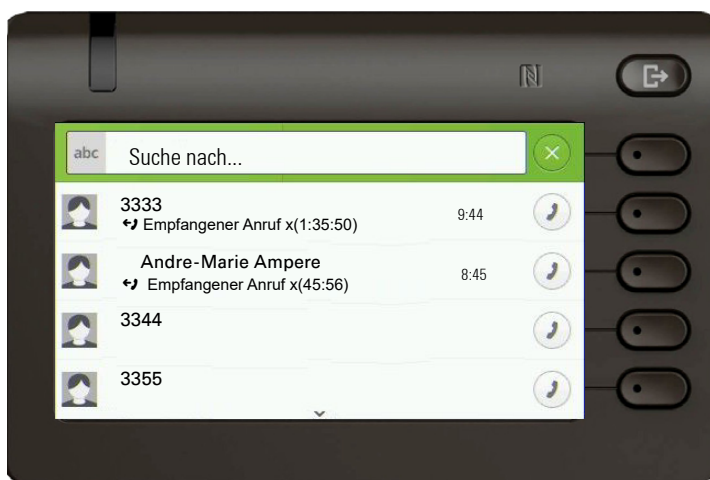 abc Suche nach...
3333
Empfangener Anruf x(1:35:50) 9:44
Andre-Marie Ampere
Empfangener Anruf x(45:56) 8:45
3344
3355